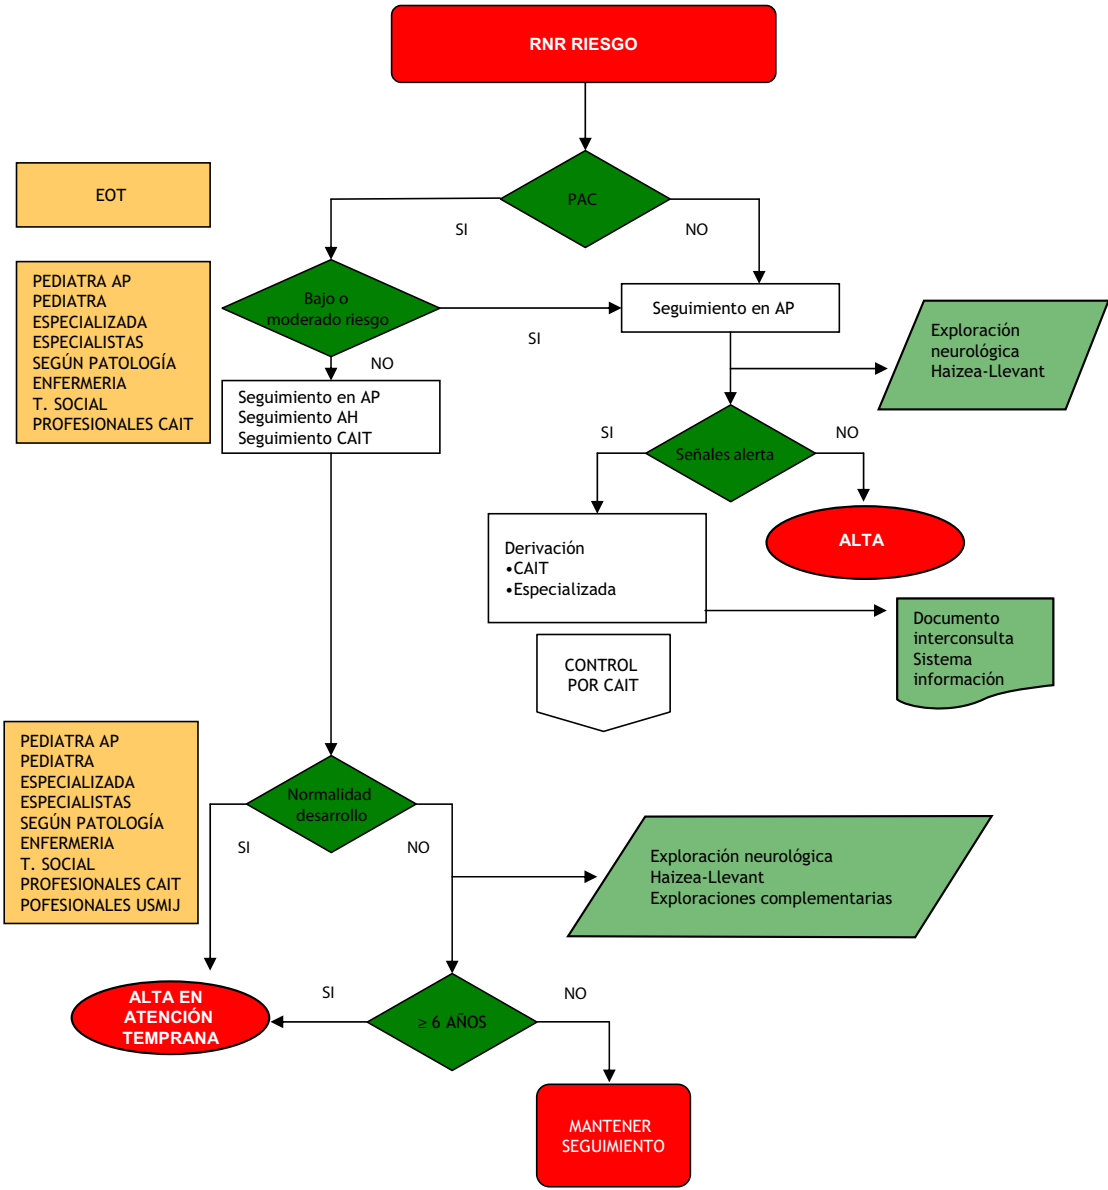 RNR RIESGO
EOT
PAC
SI
NO
PEDIATRA AP
PEDIATRA
ESPECIALIZADA
ESPECIALISTAS
SEGÚN PATOLOGÍA
ENFERMERIA
T. SOCIAL
PROFESIONALES CAIT
Bajo o
moderado riesgo
SI
NO
Seguimiento en AP
Exploración
neurológica
Haizea-Llevant
Seguimiento en AP
Seguimiento AH
Seguimiento CAIT
SI
NO
Señales alerta
ALTA
Derivación
•CAIT
•Especializada
Documento
interconsulta
Sistema
información
CONTROL
POR CAIT
PEDIATRA AP
PEDIATRA
ESPECIALIZADA
ESPECIALISTAS
SEGÚN PATOLOGÍA
ENFERMERIA
T. SOCIAL
PROFESIONALES CAIT
POFESIONALES USMIJ
Normalidad
desarrollo
SI
NO
Exploración neurológica
Haizea-Llevant
Exploraciones complementarias
ALTA EN
ATENCIÓN
TEMPRANA
SI
NO
≥ 6 AÑOS
MANTENER
SEGUIMIENTO